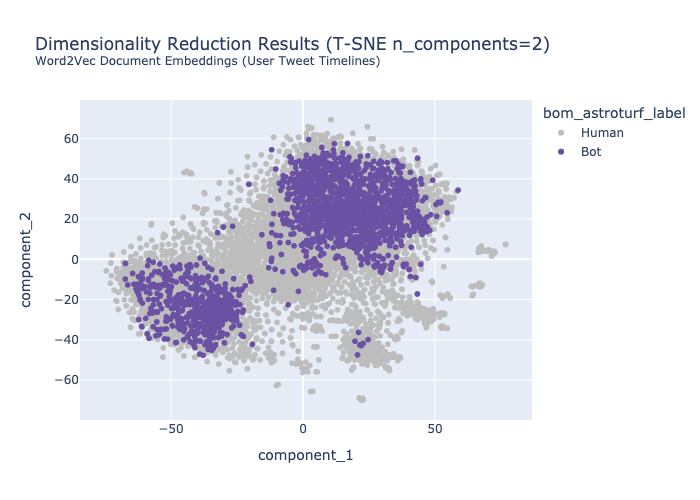 Dimensionality Reduction Results (T-SNE n_components=2)
Word2Vec Document Embeddings (User Tweet Timelines)
bom_astroturf_label
Human
Bot
60
40
20
0
−20
−40
−60
component_2
−50
0
50
component_1